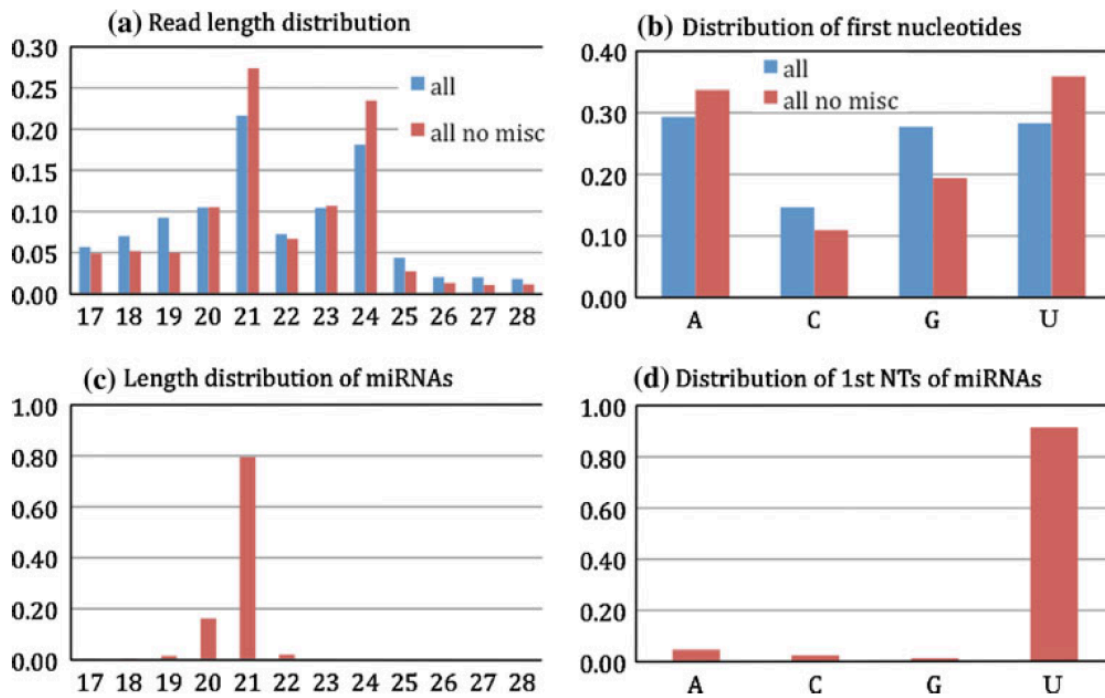 (a) Read length distribution
0.30
0.25
0.20
0.15
0.10
0.05
0.00
all
all no misc
17 18 19 20 21 22 23 24 25 26 27 28
(b) Distribution of first nucleotides
0.40
0.30
0.20
0.10
0.00
all
all no misc
A C G U
(c) Length distribution of miRNAs
1.00
0.80
0.60
0.40
0.20
0.00
17 18 19 20 21 22 23 24 25 26 27 28
(d) Distribution of 1st NTs of miRNAs
1.00
0.80
0.60
0.40
0.20
0.00
A C G U